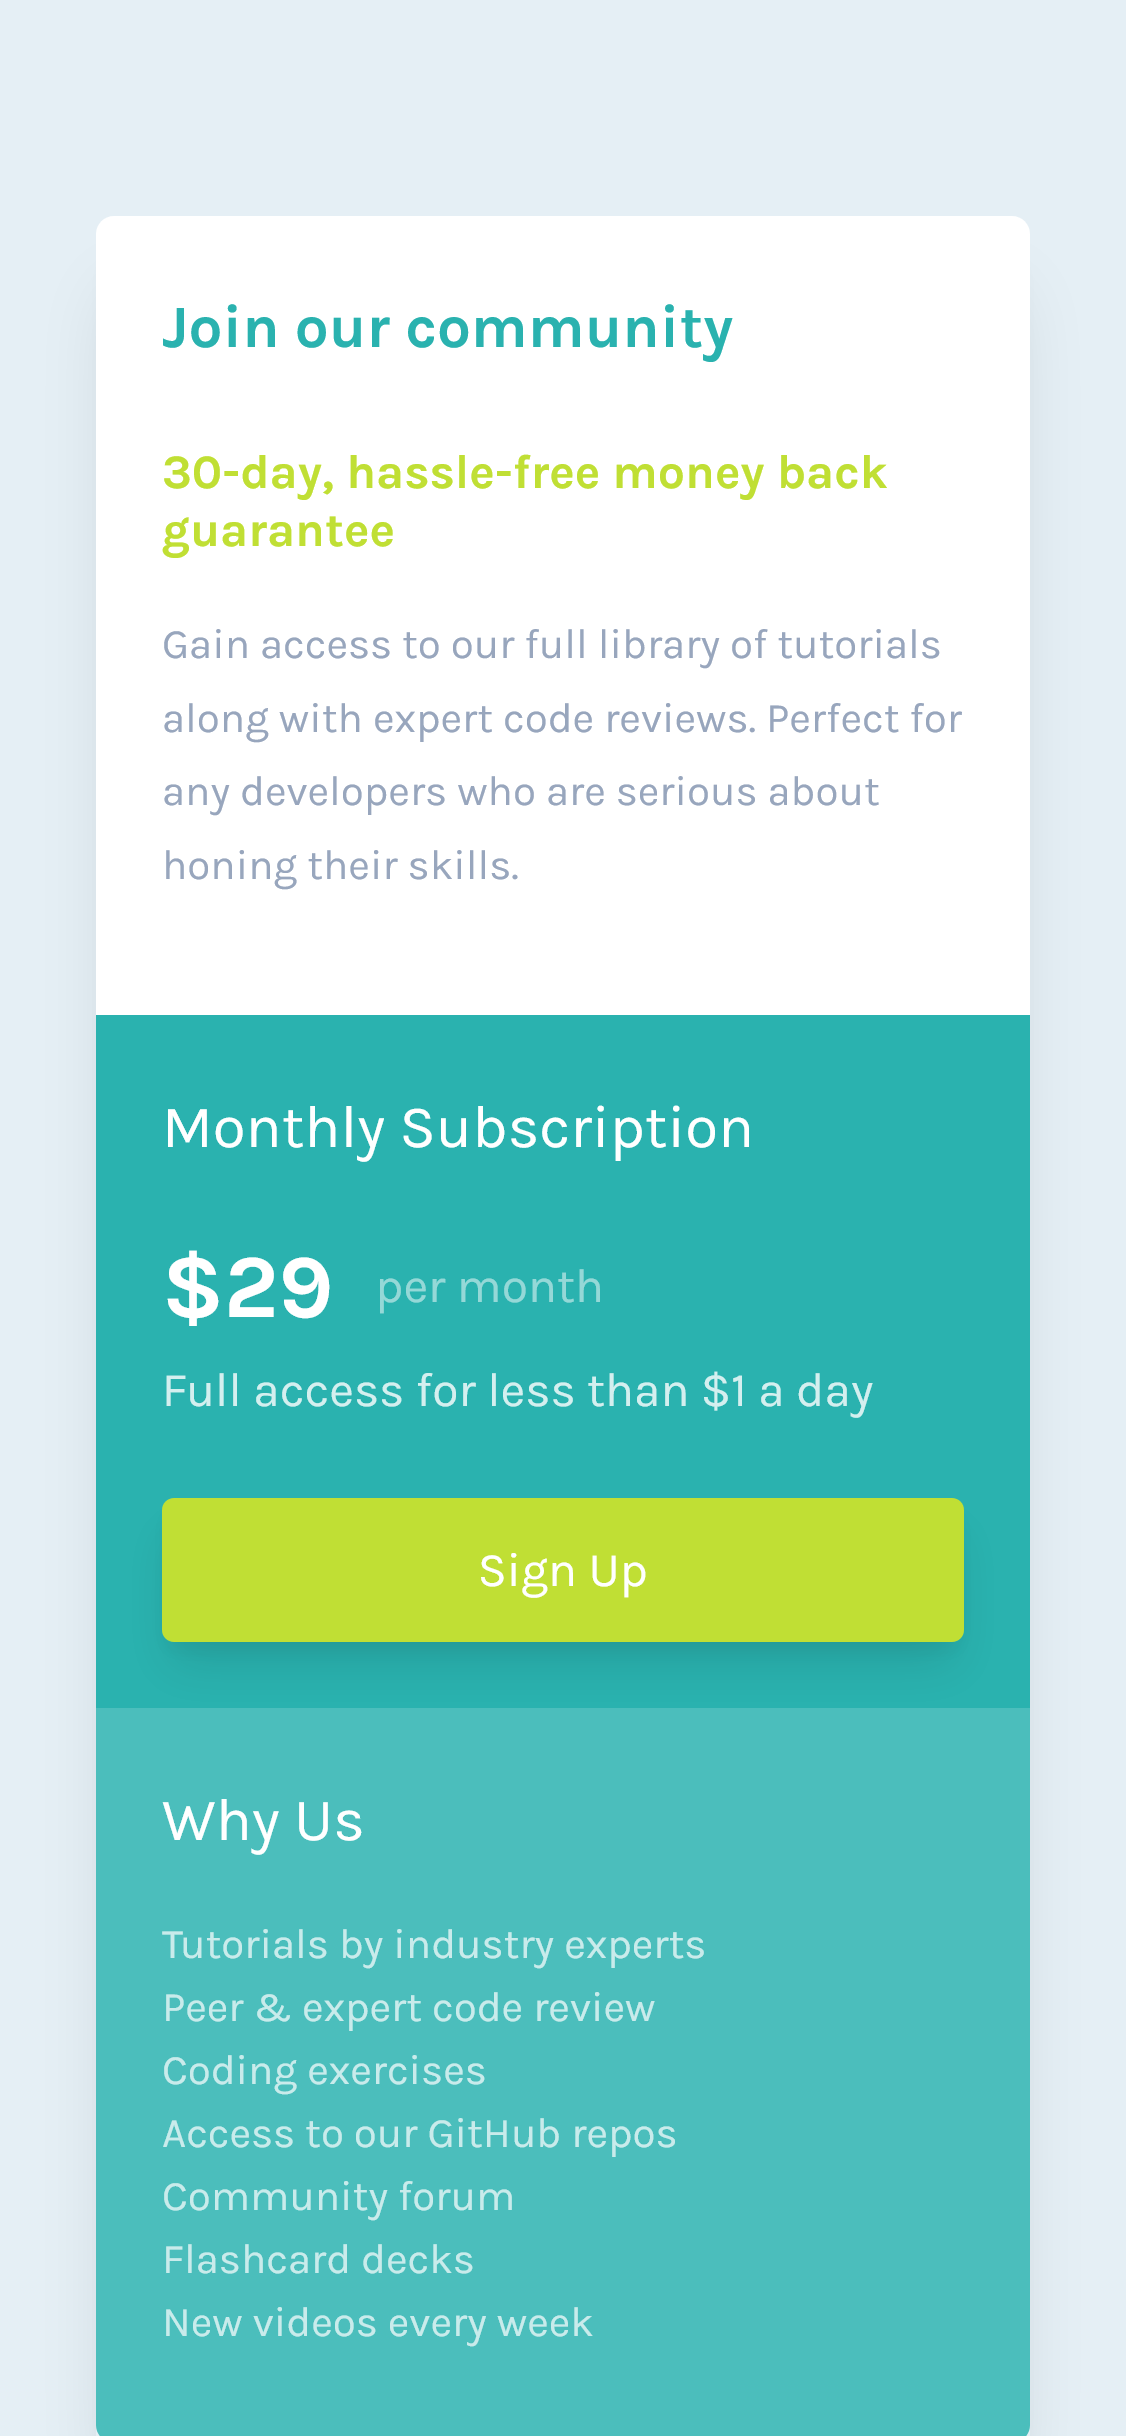 Join our community
30-day, hassle-free money back
guarantee
Gain access to our full library of tutorials
along with expert code reviews. Perfect for
any developers who are serious about
honing their skills.
Monthly Subscription
$29 per month
Full access for less than $1 a day
Sign Up
Why Us
Tutorials by industry experts
Peer & expert code review
Coding exercises
Access to our GitHub repos
Community forum
Flashcard decks
New videos every week